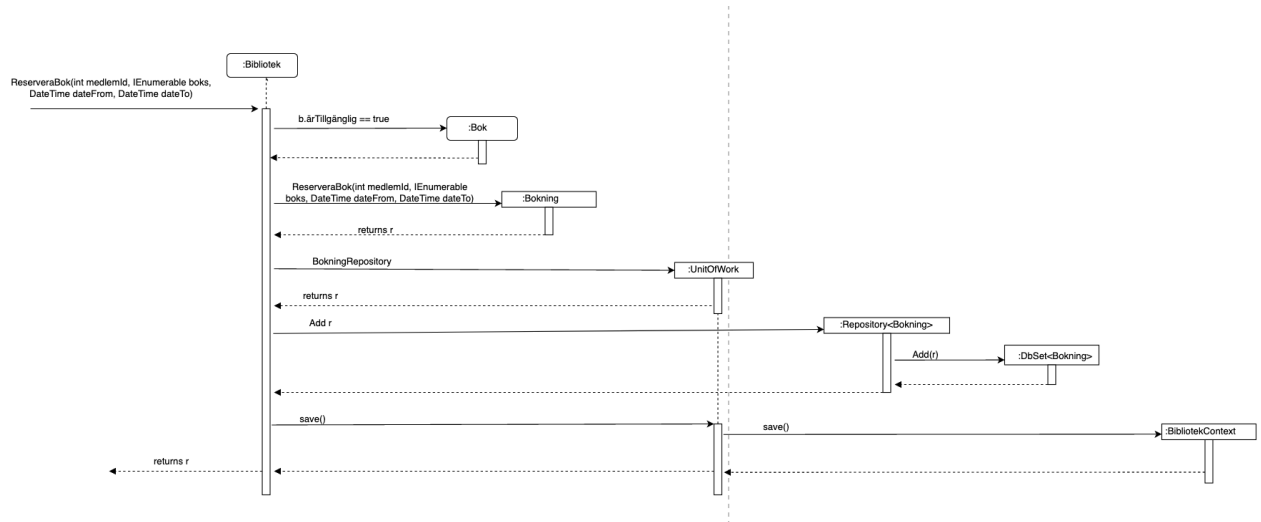 :Bibliotek
ReserveraBok(int medlemId, IEnumerable boks,
DateTime dateFrom, DateTime dateTo)
b.ärTillgänglig == true
:Bok
ReserveraBok(int medlemId, IEnumerable
boks, DateTime dateFrom, DateTime dateTo)
:Bokning
returns r
BokningRepository
:UnitOfWork
returns r
Add r
:Repository<Bokning>
Add(r)
:DbSet<Bokning>
save()
save()
:BibliotekContext
returns r